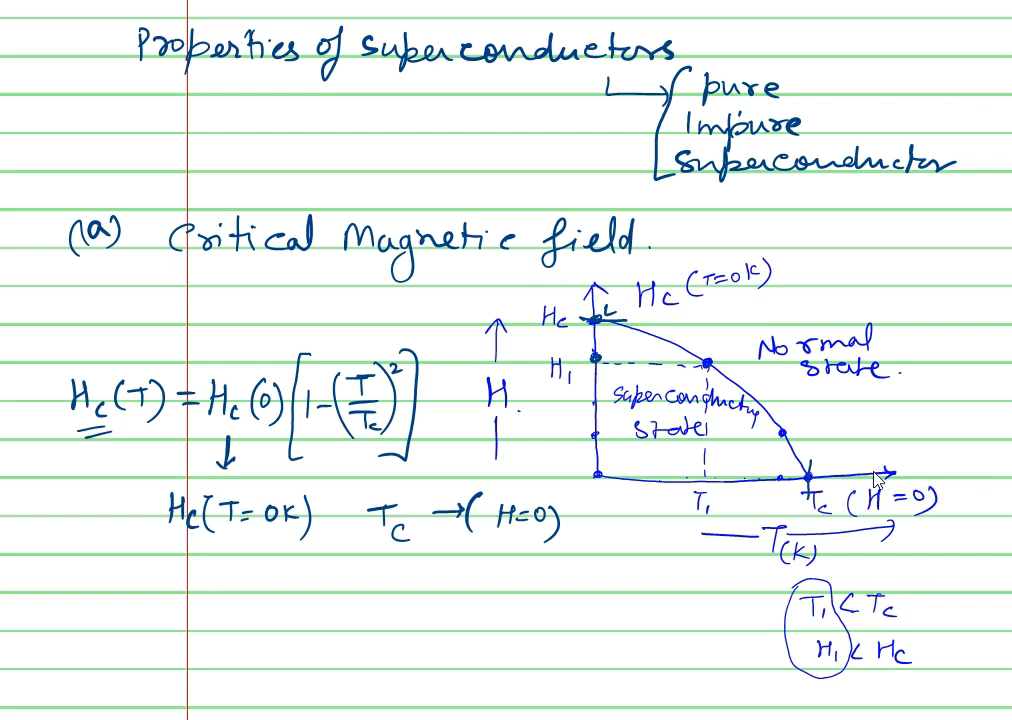 Properties of superconductors
pure
Impure
Superconductor
(a) Critical Magnetic field.
Hc(T) = Hc(0) [1-(T/Tc)²]
Hc (T=0K) Tc → (H=0)
H.
Hc
Hc (T=0K)
H₁
Normal
state.
superconducting
state
T₁
Tc (H=0)
T(K)
T₁ < Tc
H₁ < Hc